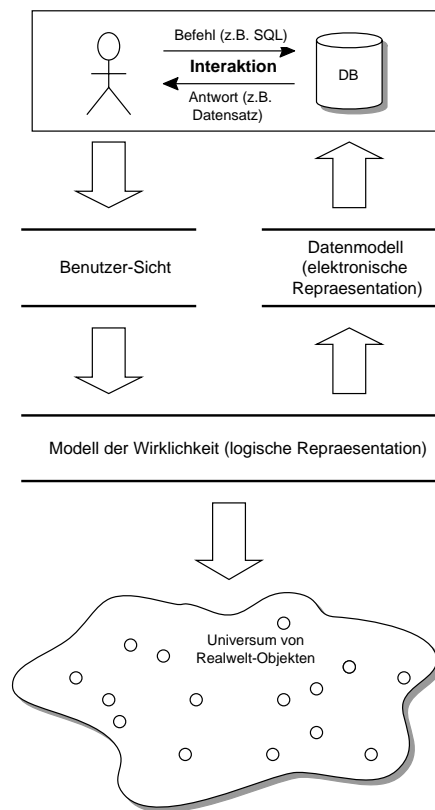 Befehl (z.B. SQL)
Interaktion
Antwort (z.B.
Datensatz)
DB
Benutzer-Sicht
Datenmodell
(elektronische
Repraesentation)
Modell der Wirklichkeit (logische Repraesentation)
Universum von
Realwelt-Objekten